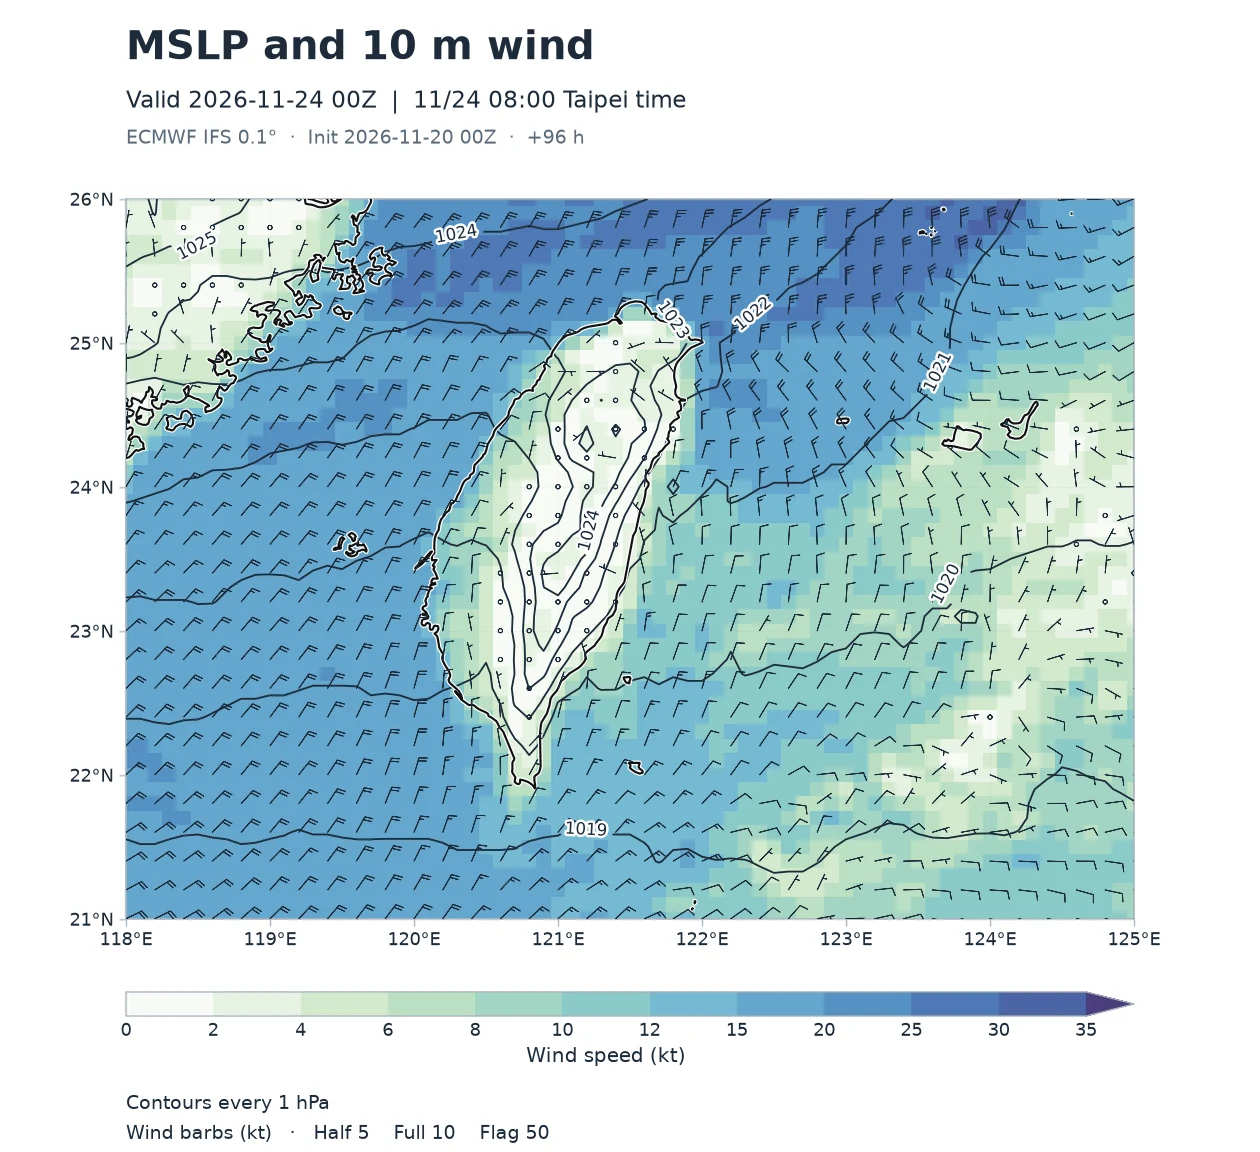 MSLP and 10 m wind
Valid 2026-11-24 00Z | 11/24 08:00 Taipei time
ECMWF IFS 0.1° · Init 2026-11-20 00Z · +96 h
26°N
25°N
24°N
23°N
22°N
21°N
1025
1024
1023
1022
1021
1024
1020
1019
118°E 119°E 120°E 121°E 122°E 123°E 124°E 125°E
0 2 4 6 8 10 12 15 20 25 30 35
Wind speed (kt)
Contours every 1 hPa
Wind barbs (kt) · Half 5 Full 10 Flag 50